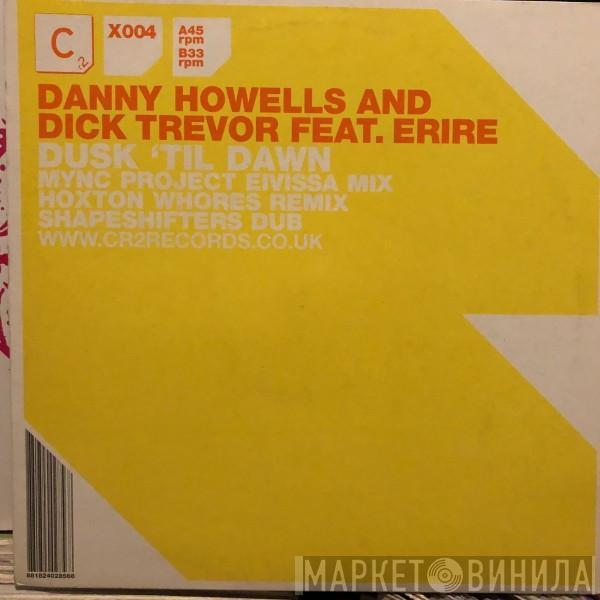 C2
X004
A45
rpm
B33
rpm
DANNY HOWELLS AND
DICK TREVOR FEAT. ERIRE
DUSK 'TIL DAWN
MYNC PROJECT EIVISSA MIX
HOXTON WHORES REMIX
SHAPESHIFTERS DUB
WWW.CR2RECORDS.CO.UK
881824028568
МАРКЕТ ВИНИЛА